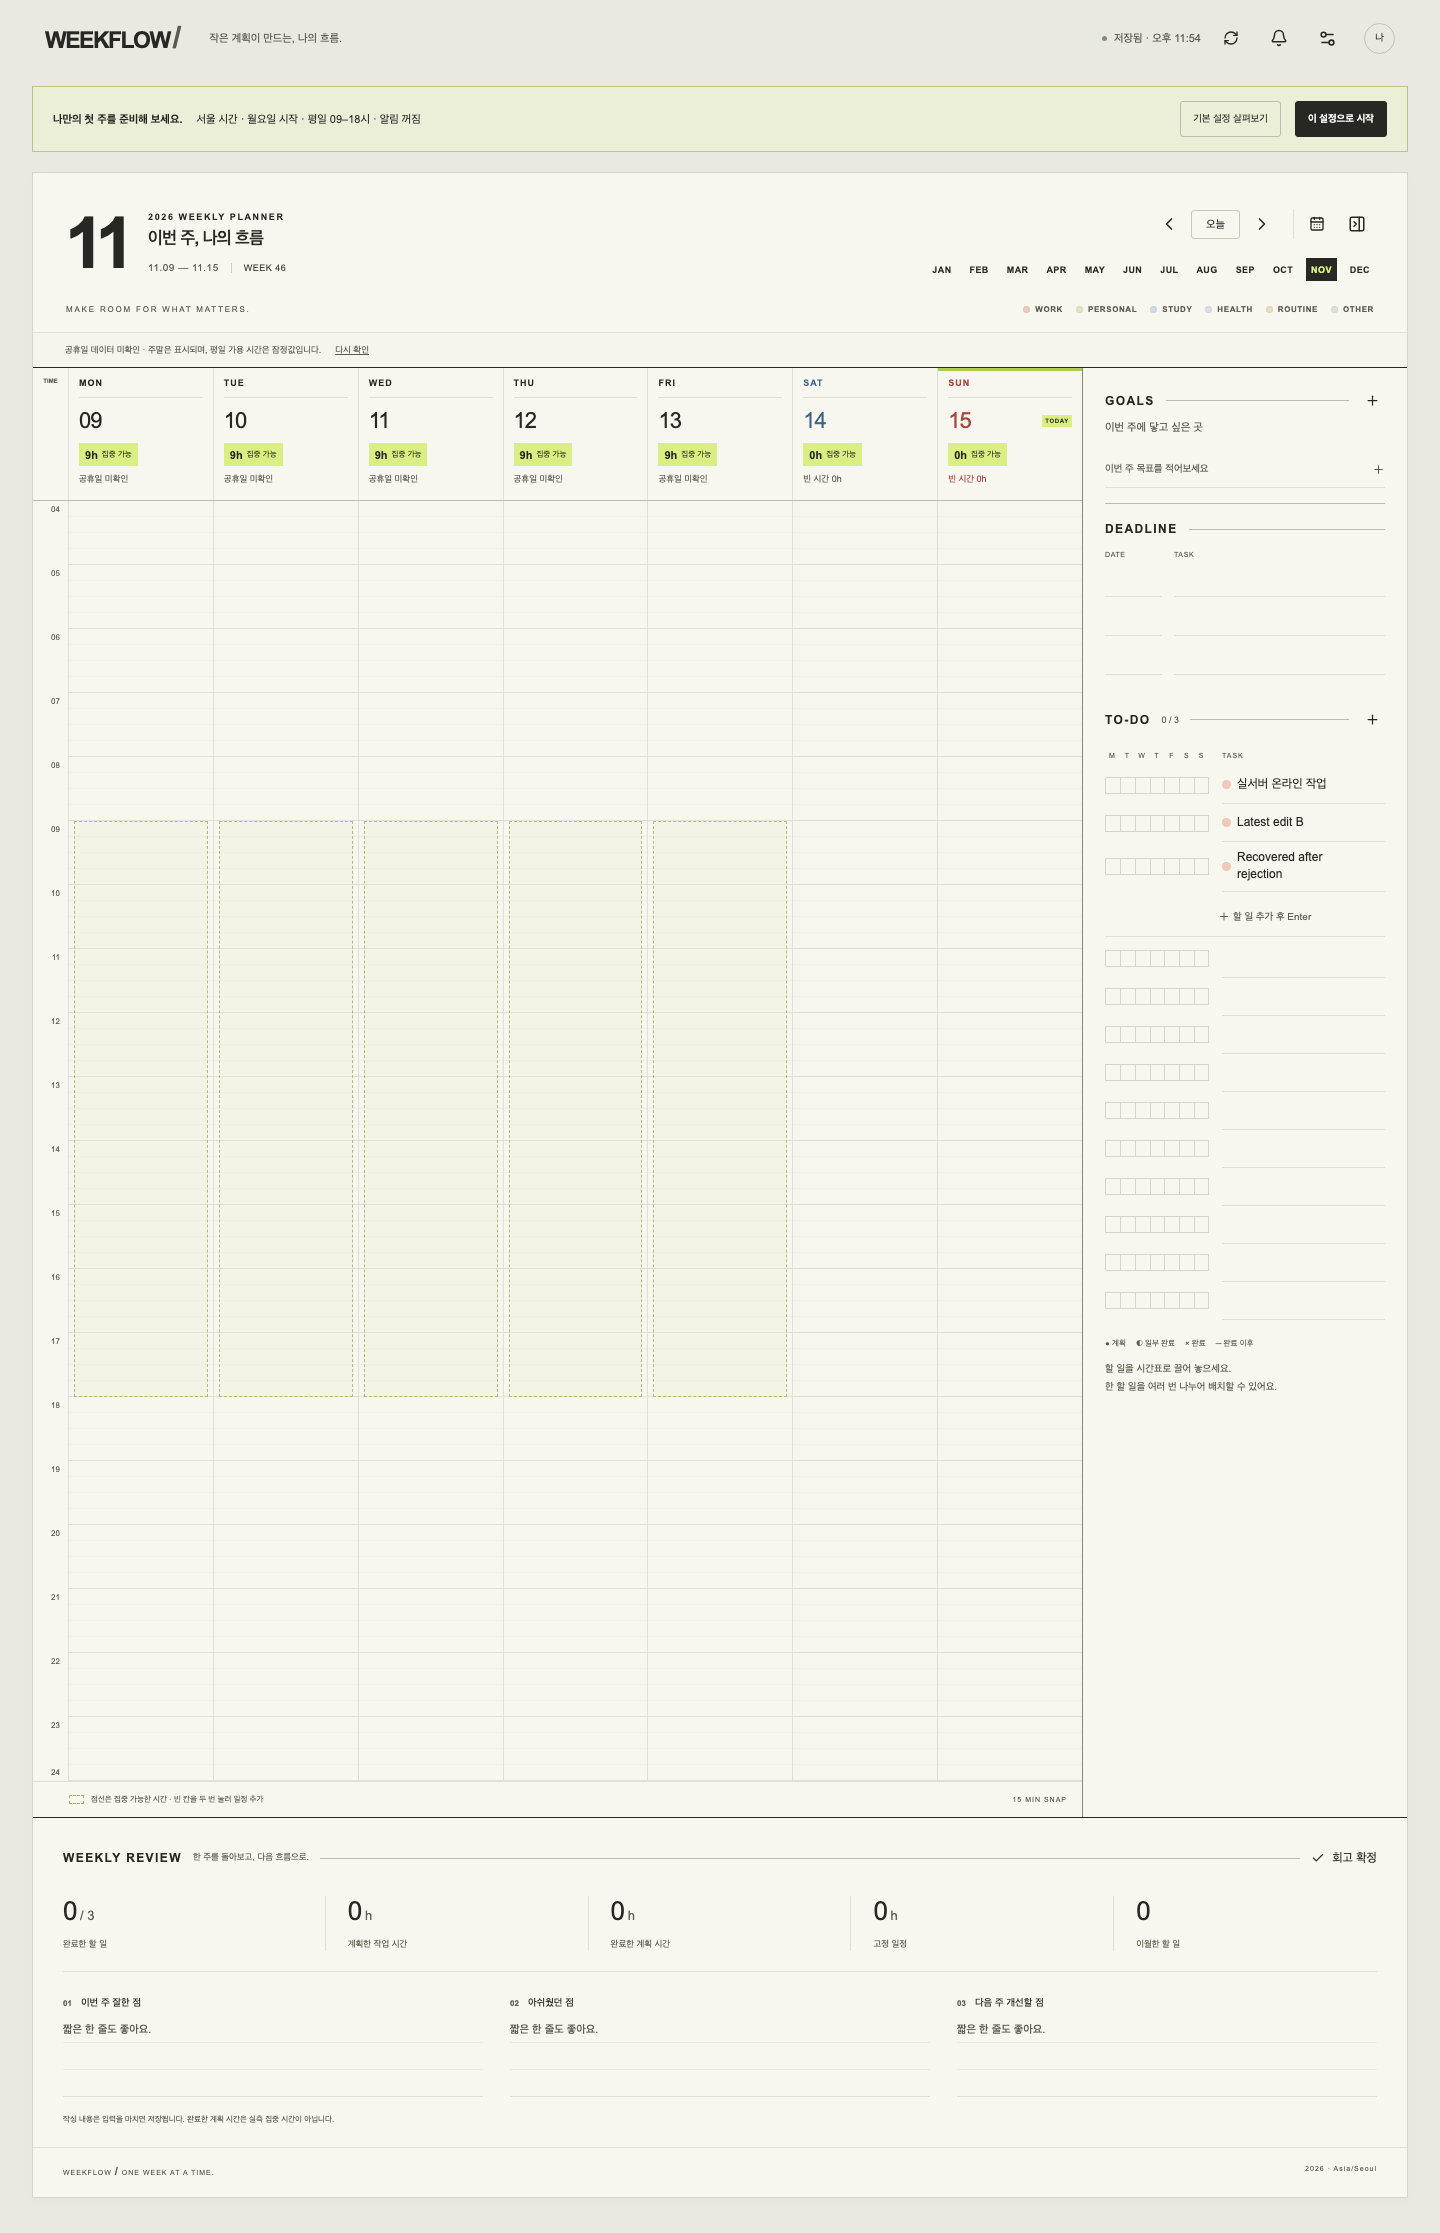 WEEKFLOW/
작은 계획이 만드는, 나의 흐름.
저장됨 · 오후 11:54
나
나만의 첫 주를 준비해 보세요. 서울 시간 · 월요일 시작 · 평일 09–18시 · 알림 꺼짐
기본 설정 살펴보기
이 설정으로 시작
11
2026 WEEKLY PLANNER
이번 주, 나의 흐름
11.09 — 11.15 WEEK 46
오늘
JAN FEB MAR APR MAY JUN JUL AUG SEP OCT NOV DEC
MAKE ROOM FOR WHAT MATTERS.
WORK PERSONAL STUDY HEALTH ROUTINE OTHER
공휴일 데이터 미확인 · 주말은 표시되며, 평일 가용 시간은 잠정값입니다. 다시 확인
TIME MON TUE WED THU FRI SAT SUN
09 10 11 12 13 14 15 TODAY
9h 집중 가능 9h 집중 가능 9h 집중 가능 9h 집중 가능 9h 집중 가능 0h 집중 가능 0h 집중 가능
공휴일 미확인 공휴일 미확인 공휴일 미확인 공휴일 미확인 공휴일 미확인 빈 시간 0h 빈 시간 0h
04
05
06
07
08
09
10
11
12
13
14
15
16
17
18
19
20
21
22
23
24
점선은 집중 가능한 시간 · 빈 칸을 두 번 눌러 일정 추가
15 MIN SNAP
GOALS
이번 주에 닿고 싶은 곳
이번 주 목표를 적어보세요
DEADLINE
DATE TASK
TO-DO 0 / 3
M T W T F S S TASK
실서버 온라인 작업
Latest edit B
Recovered after
rejection
할 일 추가 후 Enter
● 계획 ◐ 일부 완료 × 완료 — 완료 이후
할 일을 시간표로 끌어 놓으세요.
한 할 일을 여러 번 나누어 배치할 수 있어요.
WEEKLY REVIEW 한 주를 돌아보고, 다음 흐름으로.
회고 확정
0 / 3 0 h 0 h 0 h 0
완료한 할 일 계획한 작업 시간 완료한 계획 시간 고정 일정 이월한 할 일
01 이번 주 잘한 점
짧은 한 줄도 좋아요.
02 아쉬웠던 점
짧은 한 줄도 좋아요.
03 다음 주 개선할 점
짧은 한 줄도 좋아요.
작성 내용은 입력을 마치면 저장됩니다. 완료한 계획 시간은 실측 집중 시간이 아닙니다.
WEEKFLOW / ONE WEEK AT A TIME.
2026 · Asia/Seoul